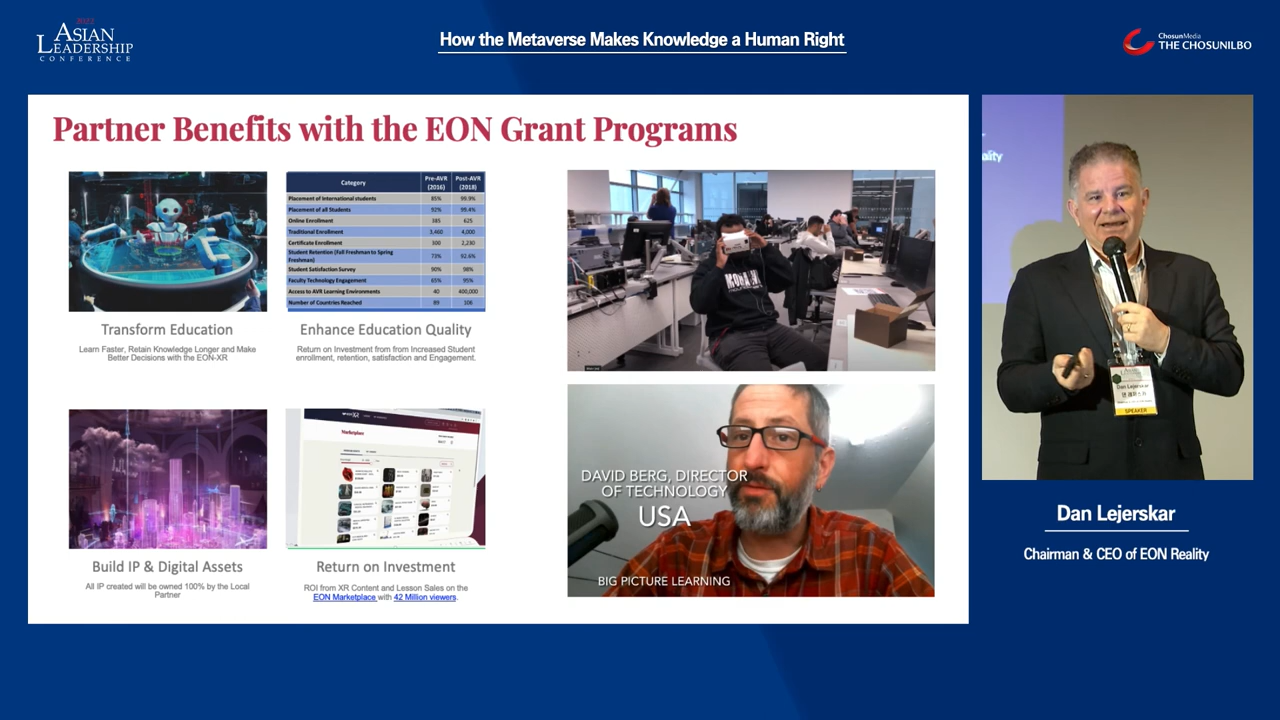 2022
ASIAN
LEADERSHIP
CONFERENCE
How the Metaverse Makes Knowledge a Human Right
ChosunMedia
THE CHOSUNILBO
Partner Benefits with the EON Grant Programs
Category Pre-AVR (2016) Post-AVR (2018)
Placement of International students 85% 99.9%
Placement of all Students 92% 99.4%
Online Enrollment 385 625
Traditional Enrollment 3,460 4,000
Certificate Enrollment 300 2,230
Student Retention (Fall Freshman to Spring Freshman) 73% 92.6%
Student Satisfaction Survey 90% 98%
Faculty Technology Engagement 65% 95%
Access to AVR Learning Environments 40 400,000
Number of Countries Reached 89 106
Transform Education
Learn Faster, Retain Knowledge Longer and Make
Better Decisions with the EON-XR
Enhance Education Quality
Return on Investment from from Increased Student
enrollment, retention, satisfaction and Engagement.
Marketplace
Build IP & Digital Assets
All IP created will be owned 100% by the Local
Partner
Return on Investment
ROI from XR Content and Lesson Sales on the
EON Marketplace with 42 Million viewers.
DAVID BERG, DIRECTOR
OF TECHNOLOGY
USA
BIG PICTURE LEARNING
ality
Dan Lejerskar
SPEAKER
Dan Lejerskar
Chairman & CEO of EON Reality